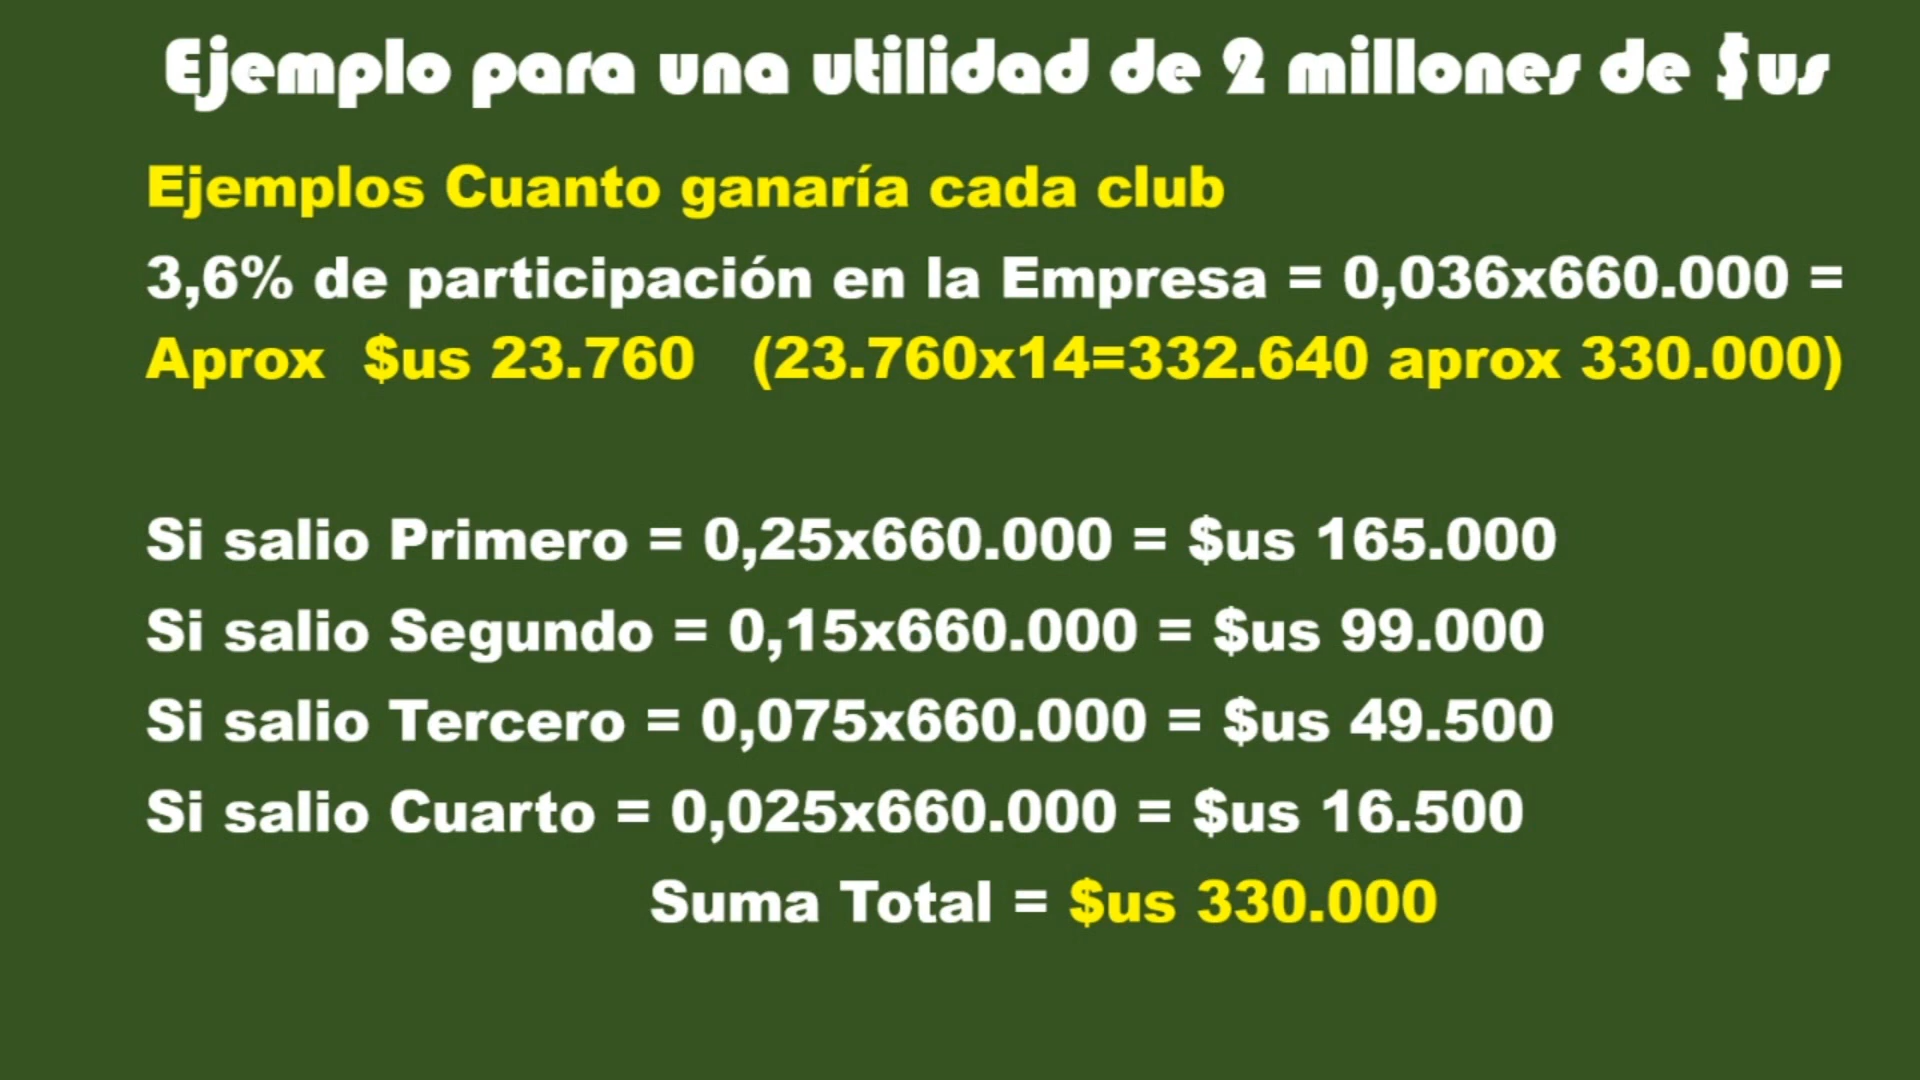 Ejemplo para una utilidad de 2 millones de $us
Ejemplos Cuanto ganaría cada club
3,6% de participación en la Empresa = 0,036x660.000 =
Aprox $us 23.760 (23.760x14=332.640 aprox 330.000)
Si salio Primero = 0,25x660.000 = $us 165.000
Si salio Segundo = 0,15x660.000 = $us 99.000
Si salio Tercero = 0,075x660.000 = $us 49.500
Si salio Cuarto = 0,025x660.000 = $us 16.500
Suma Total = $us 330.000